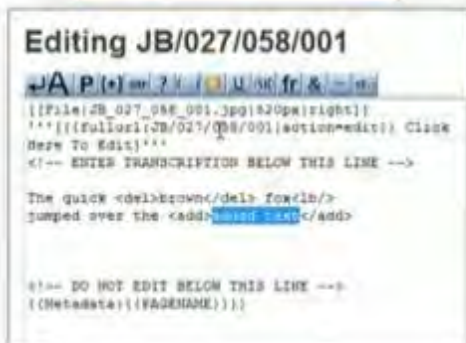 Editing JB/027/058/001
A P fr &
[[File:JB_027_058_001.jpg|620px|right]]
'''[{{fullurl:JB/027/058/001|action=edit}} Click
Here To Edit]'''
<!-- ENTER TRANSCRIPTION BELOW THIS LINE -->
The quick <del>brown</del> fox<lb/>
jumped over the <add></add>
<!-- DO NOT EDIT BELOW THIS LINE -->
{{Metadata:{{PAGENAME}}}}